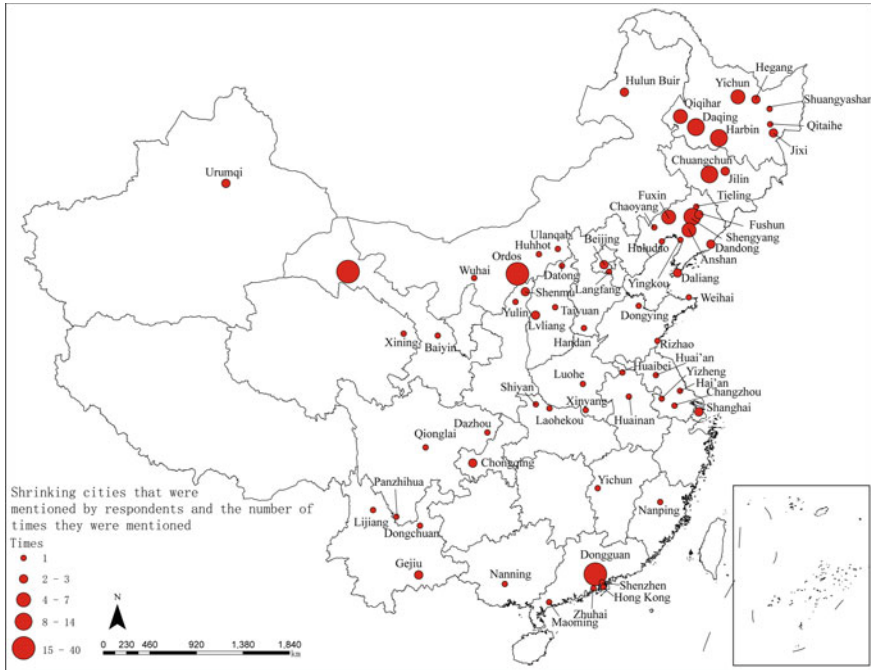 Hulun Buir
Hegang
Yichun
Shuangyashan
Qiqihar
Daqing
Qitaihe
Harbin
Jixi
Urumqi
Chuangchun
Jilin
Tieling
Fuxin
Chaoyang
Fushun
Ulanqab
Beijing
Shengyang
Huhhot
Huludao
Dandong
Ordos
Anshan
Wuhai
Datong
Langfang
Yingkou
Daliang
Shenmu
Weihai
Yulin
Taiyuan
Dongying
Lvliang
Xining
Baiyin
Handan
Rizhao
Huai'an
Huaibei
Yizheng
Luohe
Hai'an
Shiyan
Changzhou
Xinyang
Shanghai
Laohekou
Huainan
Dazhou
Qionglai
Chongqing
Panzhihua
Yichun
Lijiang
Nanping
Dongchuan
Dongguan
Gejiu
Nanning
Shenzhen
Hong Kong
Zhuhai
Maoming
Shrinking cities that were
mentioned by respondents and the number of
times they were mentioned
Times
1
2 - 3
4 - 7
8 - 14
15 - 40
N
0 230 460 920 1,380 1,840
km